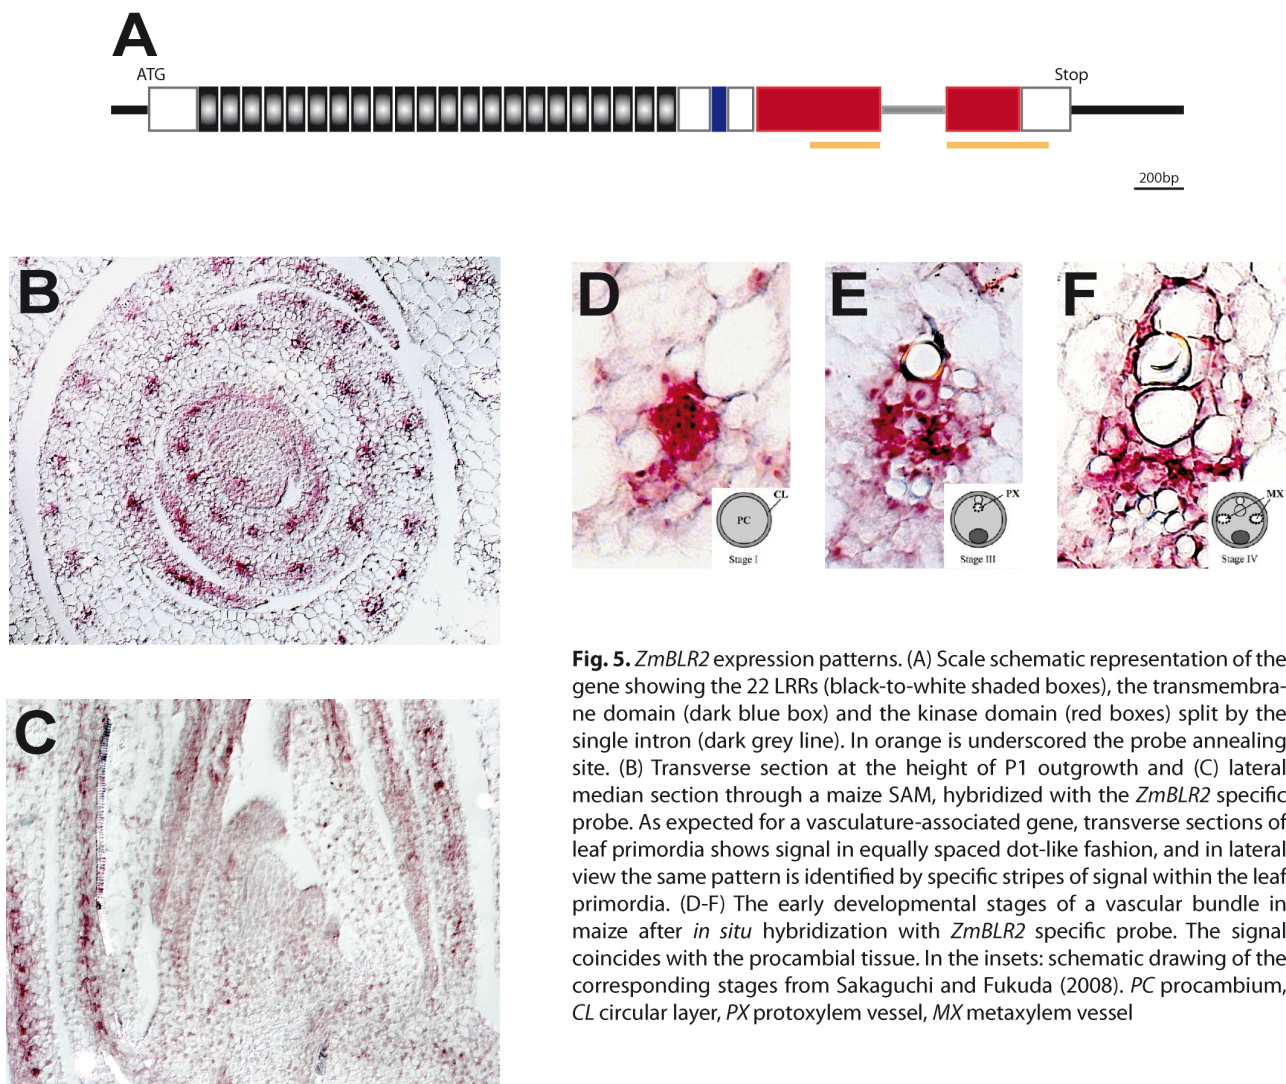 A
ATG
Stop
200bp
B
D
E
F
CL
PC
Stage I
PX
Stage III
MX
Stage IV
C
Fig. 5. ZmBLR2 expression patterns. (A) Scale schematic representation of the
gene showing the 22 LRRs (black-to-white shaded boxes), the transmembra-
ne domain (dark blue box) and the kinase domain (red boxes) split by the
single intron (dark grey line). In orange is underscored the probe annealing
site. (B) Transverse section at the height of P1 outgrowth and (C) lateral
median section through a maize SAM, hybridized with the ZmBLR2 specific
probe. As expected for a vasculature-associated gene, transverse sections of
leaf primordia shows signal in equally spaced dot-like fashion, and in lateral
view the same pattern is identified by specific stripes of signal within the leaf
primordia. (D-F) The early developmental stages of a vascular bundle in
maize after in situ hybridization with ZmBLR2 specific probe. The signal
coincides with the procambial tissue. In the insets: schematic drawing of the
corresponding stages from Sakaguchi and Fukuda (2008). PC procambium,
CL circular layer, PX protoxylem vessel, MX metaxylem vessel